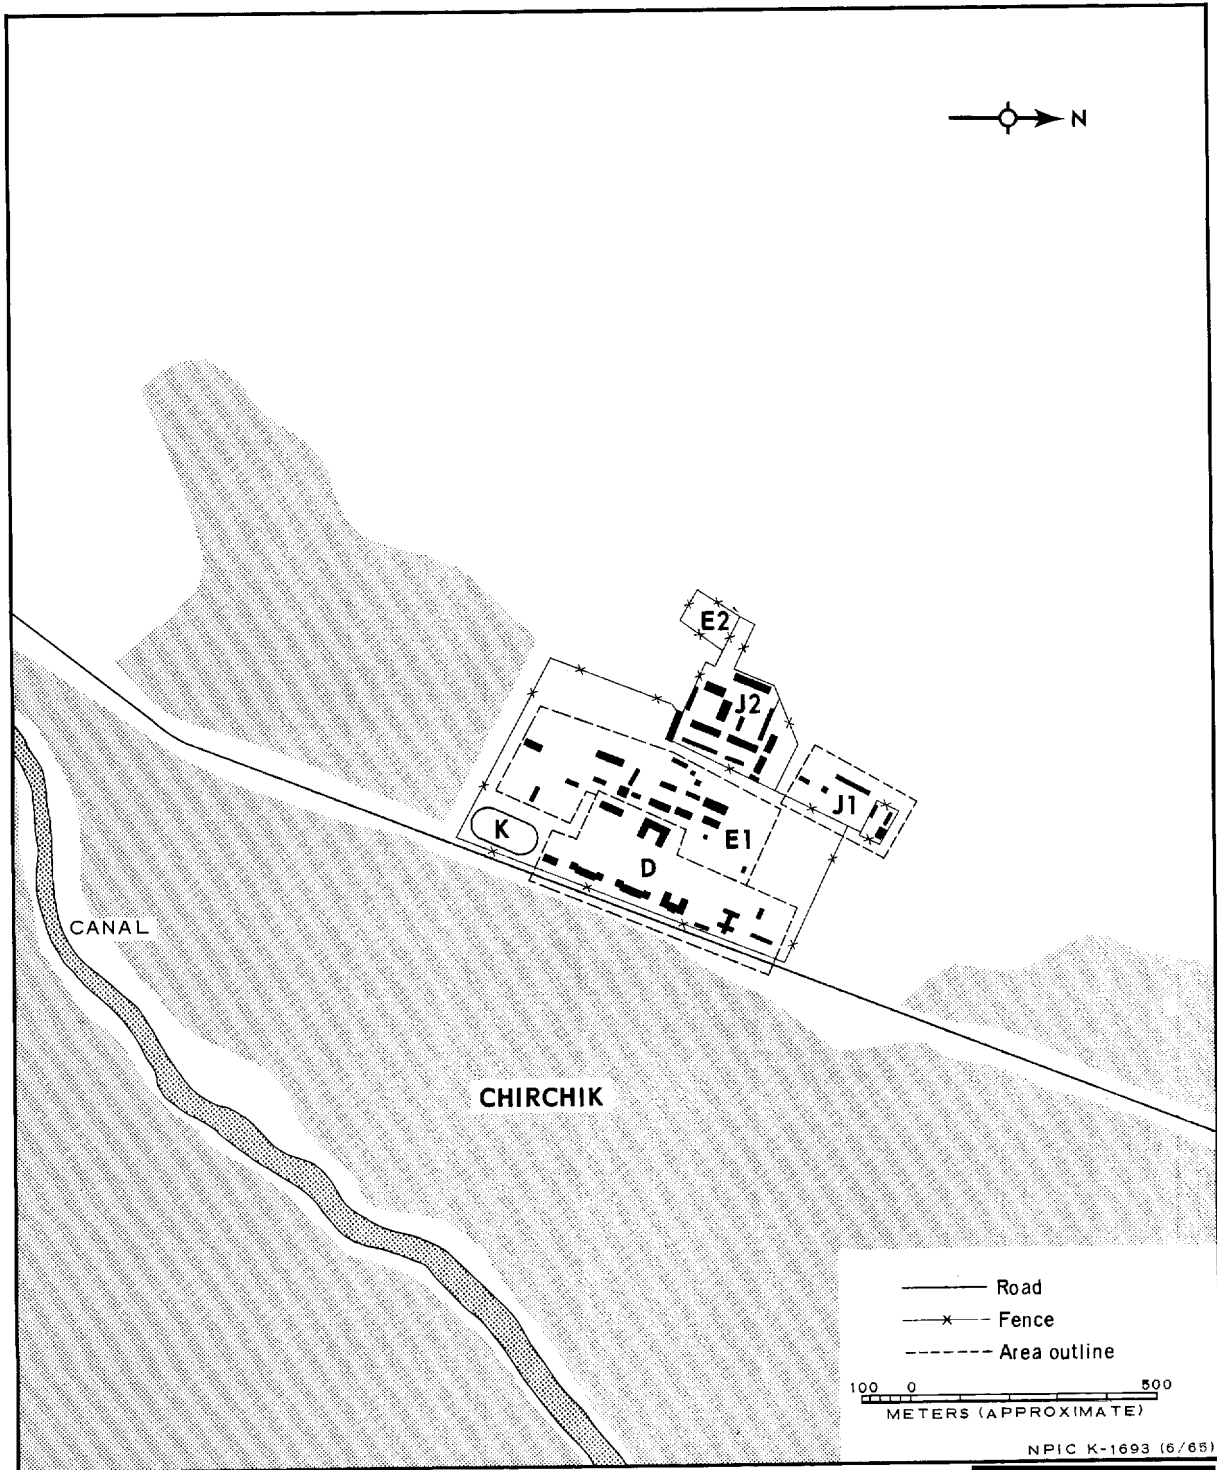 N
E2
J2
J1
K
E1
D
CANAL
CHIRCHIK
Road
Fence
Area outline
100 0 500
METERS (APPROXIMATE)
NPIC K-1693 (6/65)